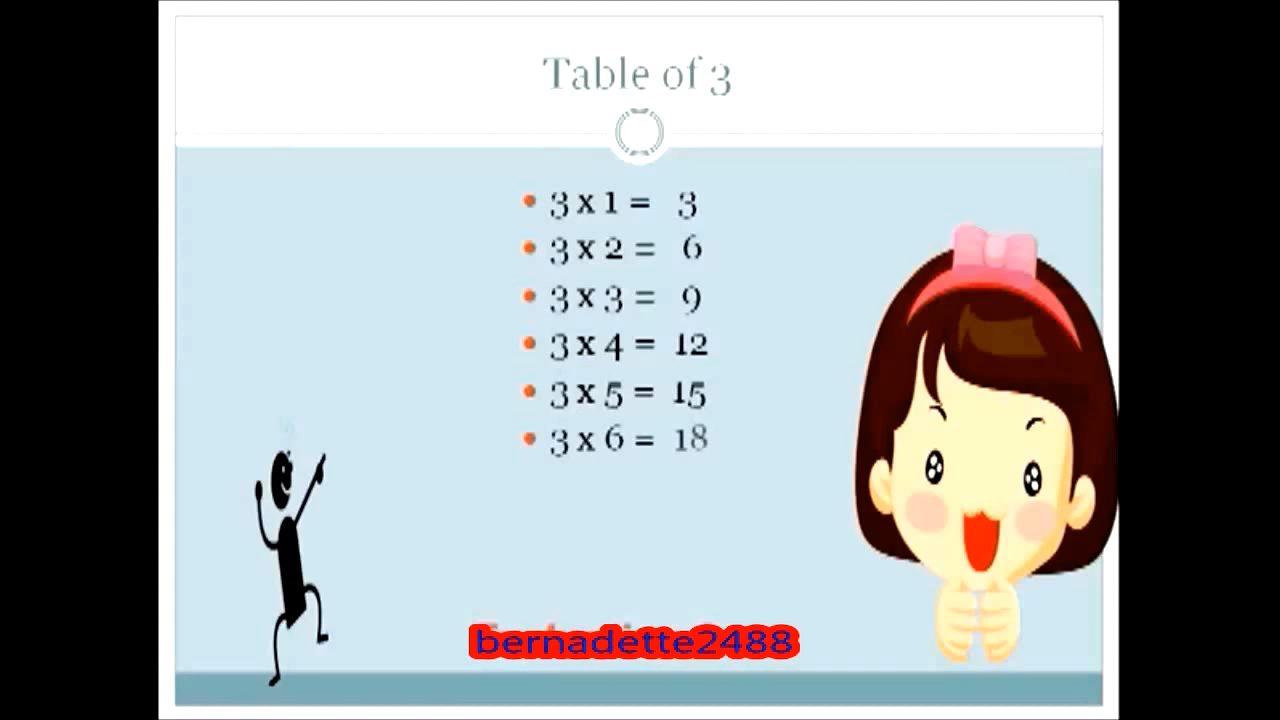 Table of 3
3 x 1 = 3
3 x 2 = 6
3 x 3 = 9
3 x 4 = 12
3 x 5 = 15
3 x 6 = 18
bernadette2488